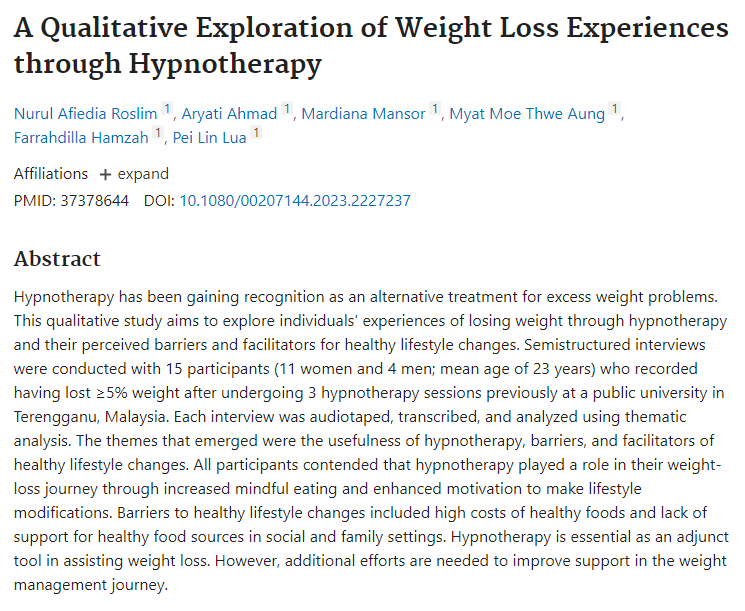 A Qualitative Exploration of Weight Loss Experiences
through Hypnotherapy
Nurul Afiedia Roslim 1, Aryati Ahmad 1, Mardiana Mansor 1, Myat Moe Thwe Aung 1,
Farrahdilla Hamzah 1, Pei Lin Lua 1
Affiliations + expand
PMID: 37378644 DOI: 10.1080/00207144.2023.2227237
Abstract
Hypnotherapy has been gaining recognition as an alternative treatment for excess weight problems.
This qualitative study aims to explore individuals' experiences of losing weight through hypnotherapy
and their perceived barriers and facilitators for healthy lifestyle changes. Semistructured interviews
were conducted with 15 participants (11 women and 4 men; mean age of 23 years) who recorded
having lost ≥5% weight after undergoing 3 hypnotherapy sessions previously at a public university in
Terengganu, Malaysia. Each interview was audiotaped, transcribed, and analyzed using thematic
analysis. The themes that emerged were the usefulness of hypnotherapy, barriers, and facilitators of
healthy lifestyle changes. All participants contended that hypnotherapy played a role in their weight-
loss journey through increased mindful eating and enhanced motivation to make lifestyle
modifications. Barriers to healthy lifestyle changes included high costs of healthy foods and lack of
support for healthy food sources in social and family settings. Hypnotherapy is essential as an adjunct
tool in assisting weight loss. However, additional efforts are needed to improve support in the weight
management journey.